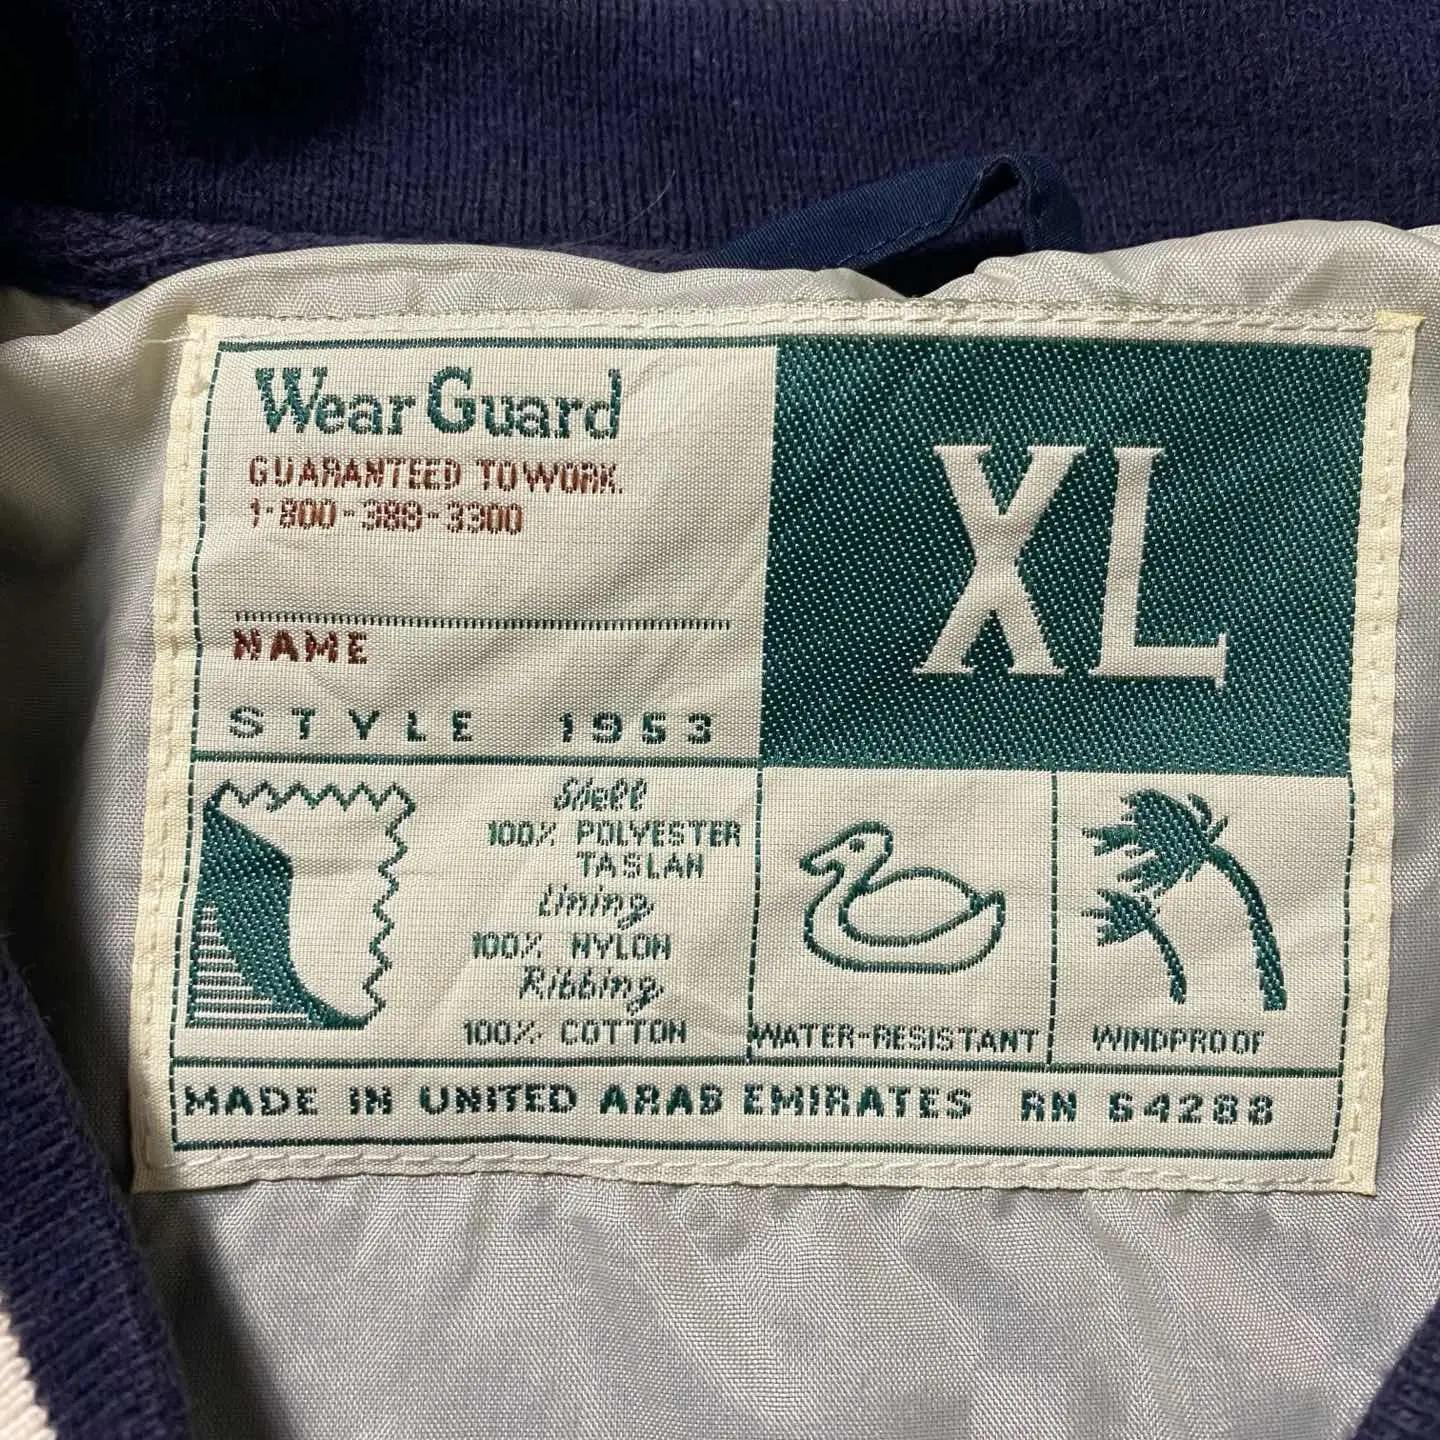 Wear Guard
GUARANTEED TO WORK.
1-800-388-3300
NAME
STYLE 1953
XL
Shell
100% POLYESTER
TASLAN
Lining
100% NYLON
Ribbing
100% COTTON
WATER-RESISTANT
WINDPROOF
MADE IN UNITED ARAB EMIRATES RN 54288